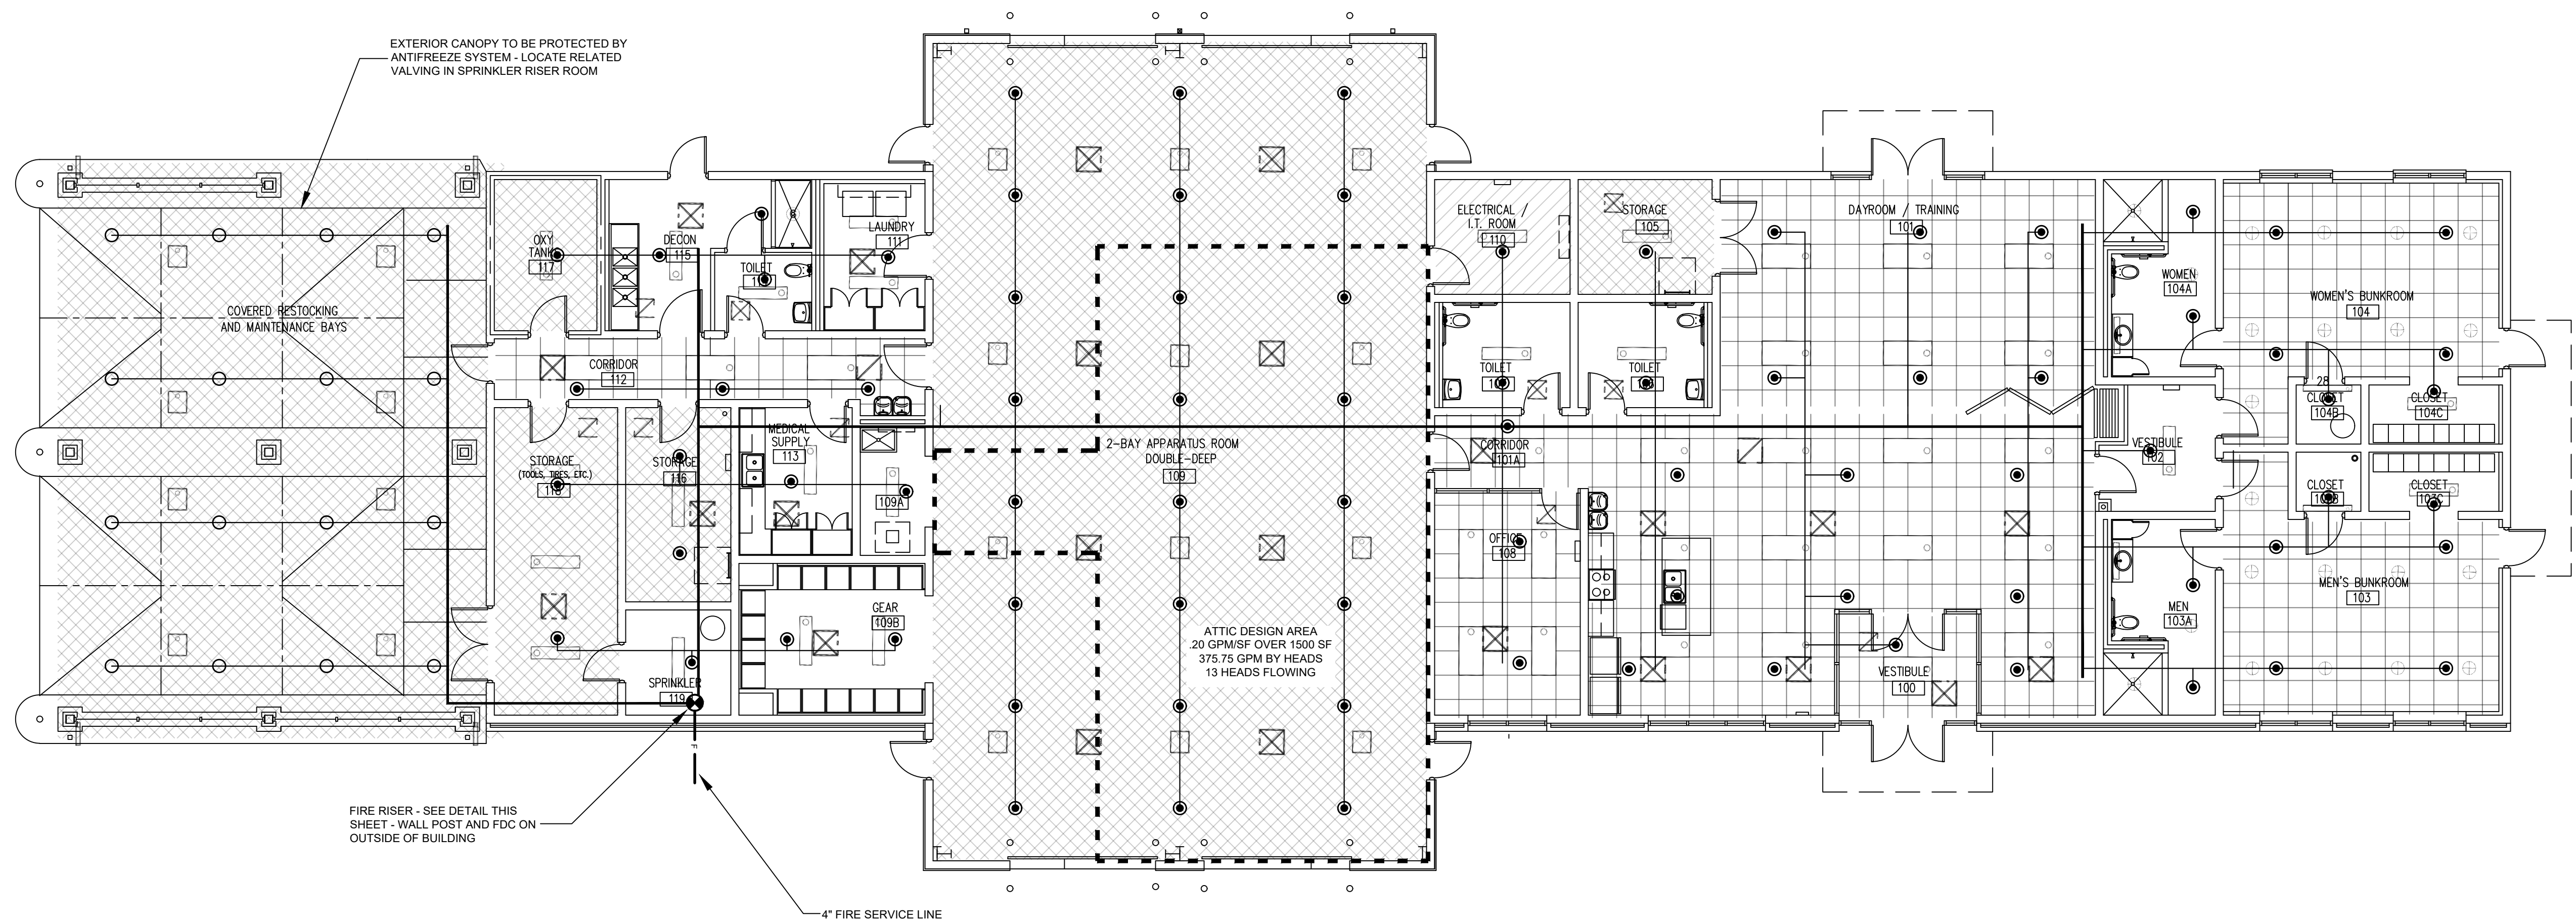 EXTERIOR CANOPY TO BE PROTECTED BY
ANTIFREEZE SYSTEM - LOCATE RELATED
VALVING IN SPRINKLER RISER ROOM
COVERED RESTOCKING
AND MAINTENANCE BAYS
OXY
TANK
117
DECON
115
TOILET
LAUNDRY
111
CORRIDOR
112
STORAGE
(TOOLS, TIRES, ETC.)
118
STORAGE
116
MEDICAL
SUPPLY
113
109A
GEAR
109B
SPRINKLER
119
F
2-BAY APPARATUS ROOM
DOUBLE-DEEP
109
ATTIC DESIGN AREA
.20 GPM/SF OVER 1500 SF
375.75 GPM BY HEADS
13 HEADS FLOWING
ELECTRICAL /
I.T. ROOM
110
STORAGE
105
TOILET
TOILET
CORRIDOR
101A
OFFICE
108
DAYROOM / TRAINING
101
VESTIBULE
100
WOMEN
104A
WOMEN'S BUNKROOM
104
28
CLOSET
104B
CLOSET
104C
VESTIBULE
102
CLOSET
103B
CLOSET
103C
MEN
103A
MEN'S BUNKROOM
103
FIRE RISER - SEE DETAIL THIS
SHEET - WALL POST AND FDC ON
OUTSIDE OF BUILDING
4" FIRE SERVICE LINE